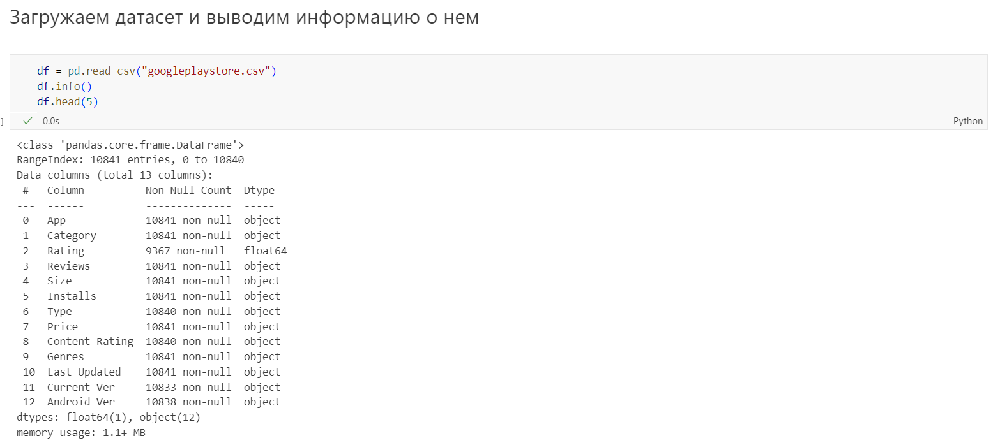 Загружаем датасет и выводим информацию о нем
df = pd.read_csv("googleplaystore.csv")
df.info()
df.head(5)
] ✓ 0.0s Python
<class 'pandas.core.frame.DataFrame'>
RangeIndex: 10841 entries, 0 to 10840
Data columns (total 13 columns):
 #   Column          Non-Null Count  Dtype
---  ------          --------------  -----
 0   App             10841 non-null  object
 1   Category        10841 non-null  object
 2   Rating          9367 non-null   float64
 3   Reviews         10841 non-null  object
 4   Size            10841 non-null  object
 5   Installs        10841 non-null  object
 6   Type            10840 non-null  object
 7   Price           10841 non-null  object
 8   Content Rating  10840 non-null  object
 9   Genres          10841 non-null  object
 10  Last Updated    10841 non-null  object
 11  Current Ver     10833 non-null  object
 12  Android Ver     10838 non-null  object
dtypes: float64(1), object(12)
memory usage: 1.1+ MB